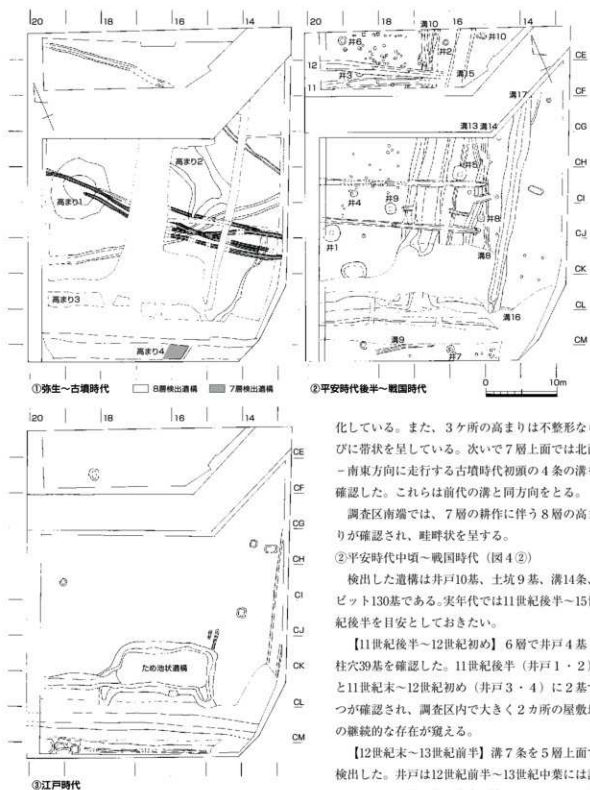 20 18 16 14
高まり1
高まり2
高まり3
高まり4
①弥生～古墳時代 8層検出遺構 7層検出遺構
20 18 16 14
溝10
井6
井2
井10
12
井3
11
溝15
溝17
溝13 溝14
井5
井4
井9
井8
井1
溝8
溝16
溝9
井7
CE
CF
CG
CH
CI
CJ
CK
CL
CM
②平安時代後半～戦国時代
0 10m
20 18 16 14
CE
CF
CG
CH
CI
CJ
CK
CL
CM
ため池状遺構
③江戸時代
化している。また、3ケ所の高まりは不整形な
びに帯状を呈している。次いで7層上面では北
－南東方向に走行する古墳時代初頭の4条の溝
確認した。これらは前代の溝と同方向をとる。
調査区南端では、7層の耕作に伴う8層の高
りが確認され、畦畔状を呈する。
②平安時代中頃～戦国時代（図4②）
検出した遺構は井戸10基、土坑9基、溝14条、
ピット130基である。実年代では11世紀後半～15
紀後半を目安としておきたい。
【11世紀後半～12世紀初め】6層で井戸4基
柱穴39基を確認した。11世紀後半（井戸1・2）
と11世紀末～12世紀初め（井戸3・4）に2基
つが確認され、調査区内で大きく2カ所の屋敷
の継続的な存在が窺える。
【12世紀末～13世紀前半】溝7条を5層上面
検出した。井戸は12世紀前半～13世紀中葉には